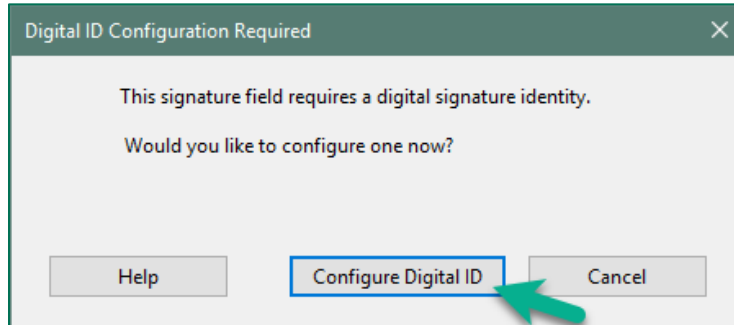 Digital ID Configuration Required
This signature field requires a digital signature identity.
Would you like to configure one now?
Help Configure Digital ID Cancel